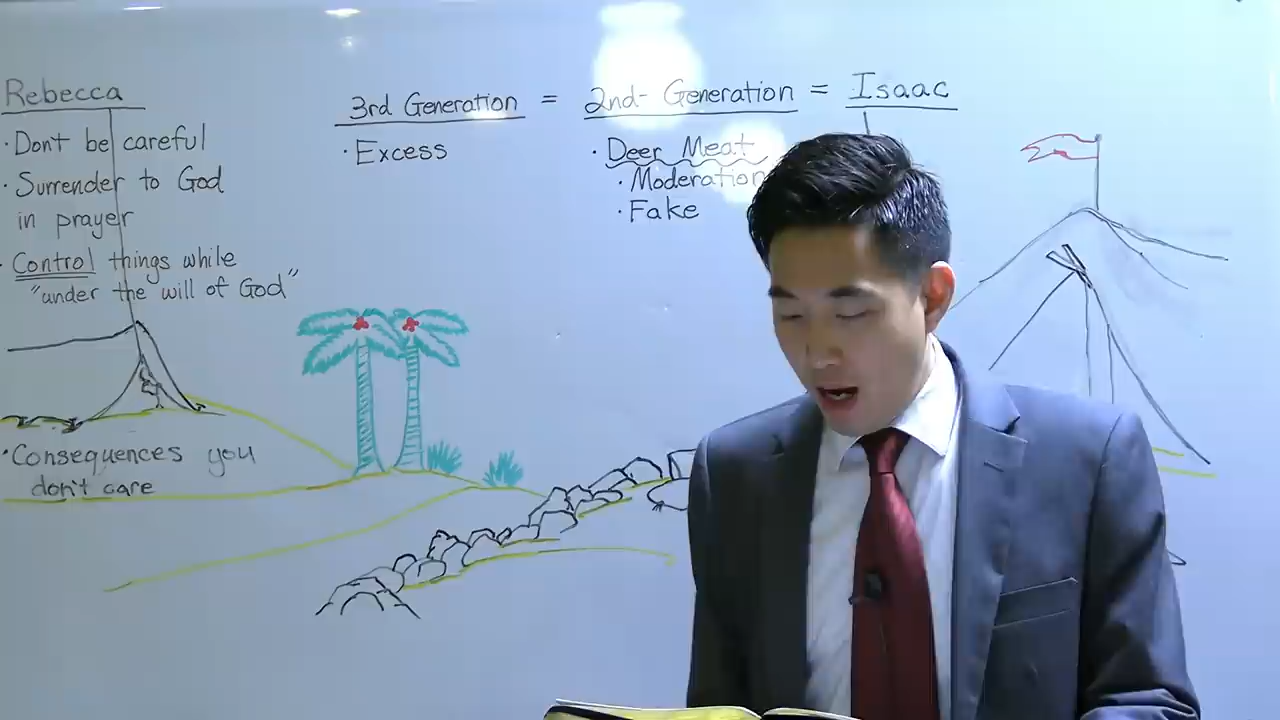 Rebecca
· Dont be careful
· Surrender to God
in prayer
· Control things while
"under the will of God"
· Consequences you
don't care
3rd Generation = 2nd- Generation = Isaac
· Excess
· Deer Meat
· Moderation
· Fake